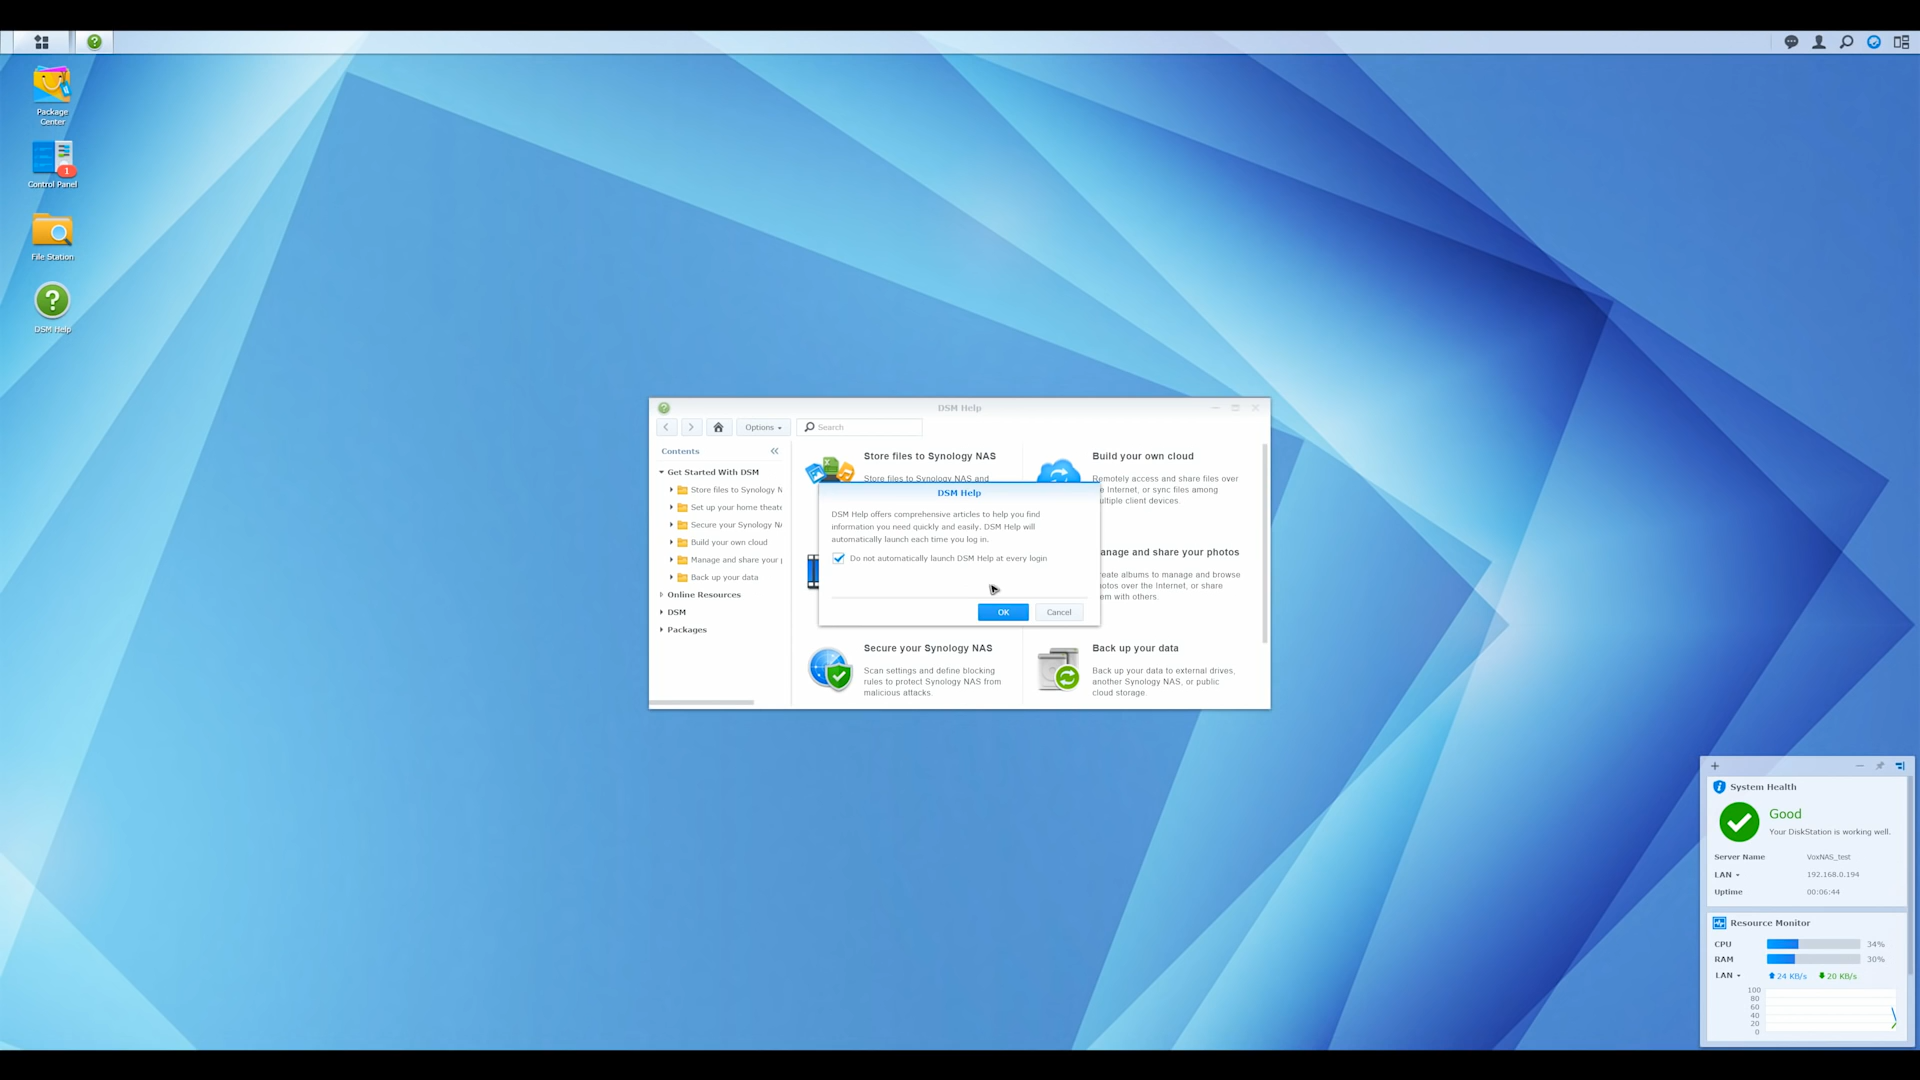 Package
Center
1
Control Panel
File Station
DSM Help
DSM Help
Options
Search
Contents
Get Started With DSM
Store files to Synology N
Set up your home theate
Secure your Synology NA
Build your own cloud
Manage and share your p
Back up your data
Online Resources
DSM
Packages
Store files to Synology NAS
Store files to Synology NAS and
Build your own cloud
Remotely access and share files over
e Internet, or sync files among
ultiple client devices.
anage and share your photos
reate albums to manage and browse
otos over the Internet, or share
em with others.
Secure your Synology NAS
Scan settings and define blocking
rules to protect Synology NAS from
malicious attacks.
Back up your data
Back up your data to external drives,
another Synology NAS, or public
cloud storage.
DSM Help
DSM Help offers comprehensive articles to help you find
information you need quickly and easily. DSM Help will
automatically launch each time you log in.
Do not automatically launch DSM Help at every login
OK
Cancel
System Health
Good
Your DiskStation is working well.
Server Name VoxNAS_test
LAN 192.168.0.194
Uptime 00:06:44
Resource Monitor
CPU 34%
RAM 30%
LAN 24 KB/s 20 KB/s
100
80
60
40
20
0